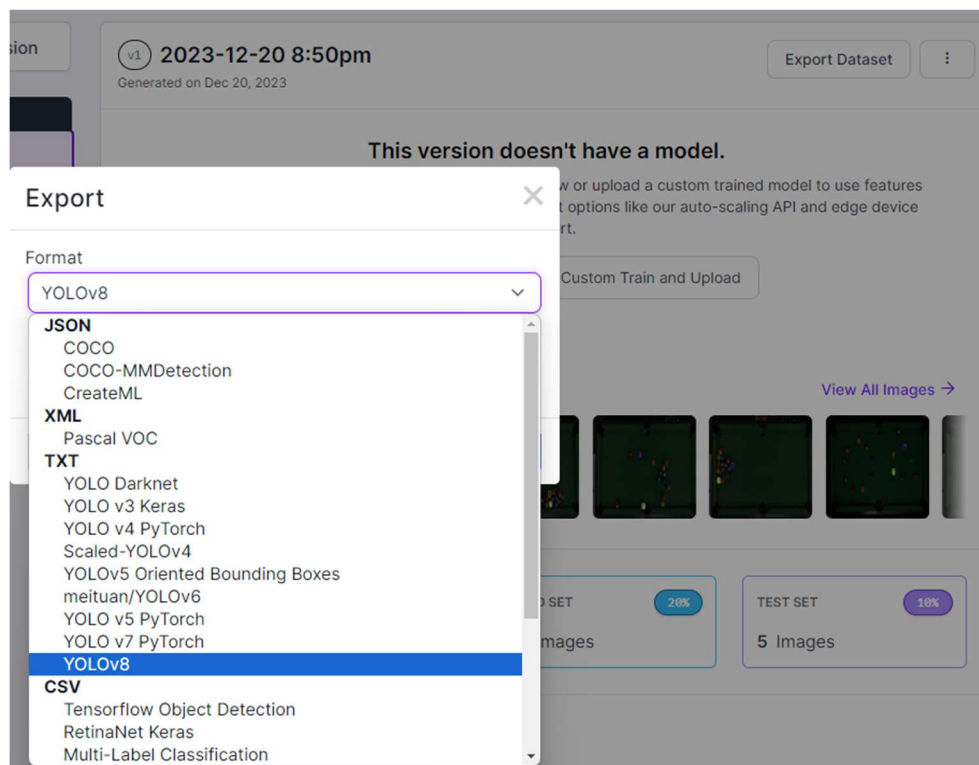 sion
v1 2023-12-20 8:50pm
Generated on Dec 20, 2023
Export Dataset
This version doesn't have a model.
w or upload a custom trained model to use features
options like our auto-scaling API and edge device
rt.
Custom Train and Upload
Export
Format
YOLOv8
JSON
COCO
COCO-MMDetection
CreateML
XML
Pascal VOC
TXT
YOLO Darknet
YOLO v3 Keras
YOLO v4 PyTorch
Scaled-YOLOv4
YOLOv5 Oriented Bounding Boxes
meituan/YOLOv6
YOLO v5 PyTorch
YOLO v7 PyTorch
YOLOv8
CSV
Tensorflow Object Detection
RetinaNet Keras
Multi-Label Classification
View All Images →
SET 20%
mages
TEST SET 10%
5 Images